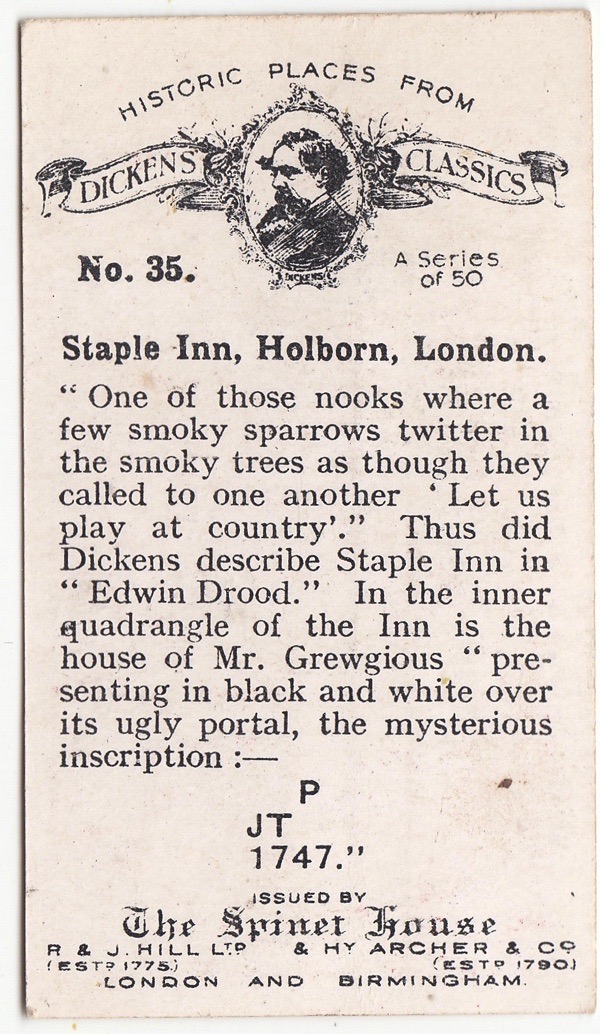 HISTORIC PLACES FROM
DICKENS CLASSICS
DICKENS
No. 35.
A Series
of 50
Staple Inn, Holborn, London.
“ One of those nooks where a
few smoky sparrows twitter in
the smoky trees as though they
called to one another ‘ Let us
play at country’.” Thus did
Dickens describe Staple Inn in
“ Edwin Drood.” In the inner
quadrangle of the Inn is the
house of Mr. Grewgious “ pre-
senting in black and white over
its ugly portal, the mysterious
inscription :—
P
JT
1747.”
ISSUED BY
The Spinet House
R & J. HILL LTD & HY ARCHER & CO
(ESTD 1775.) (ESTD 1790.)
LONDON AND BIRMINGHAM.